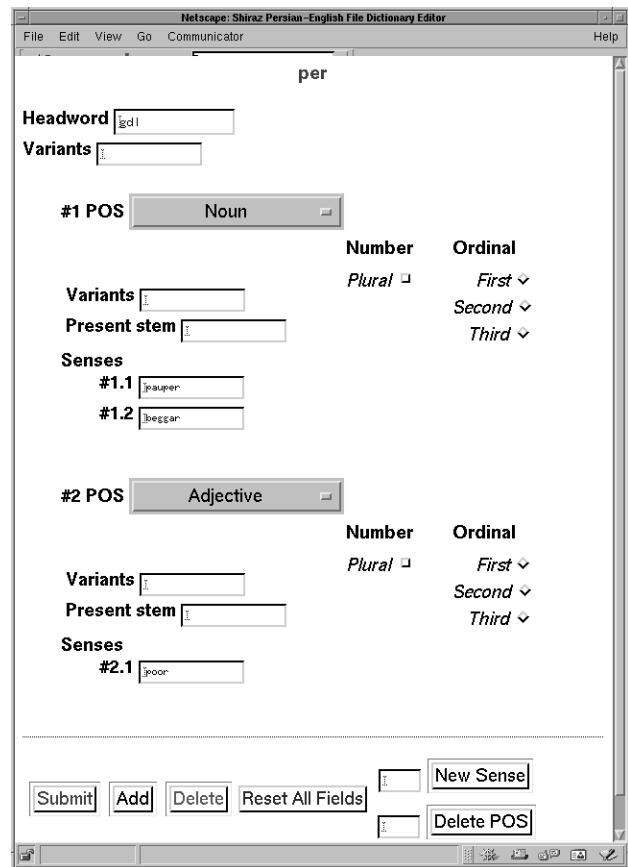 Netscape: Shiraz Persian-English File Dictionary Editor
File Edit View Go Communicator Help
per
Headword gdl
Variants
#1 POS Noun
Number Ordinal
Plural First
Variants
Second
Present stem
Third
Senses
#1.1 pauper
#1.2 beggar
#2 POS Adjective
Number Ordinal
Plural First
Variants
Second
Present stem
Third
Senses
#2.1 poor
Submit Add Delete Reset All Fields New Sense
Delete POS